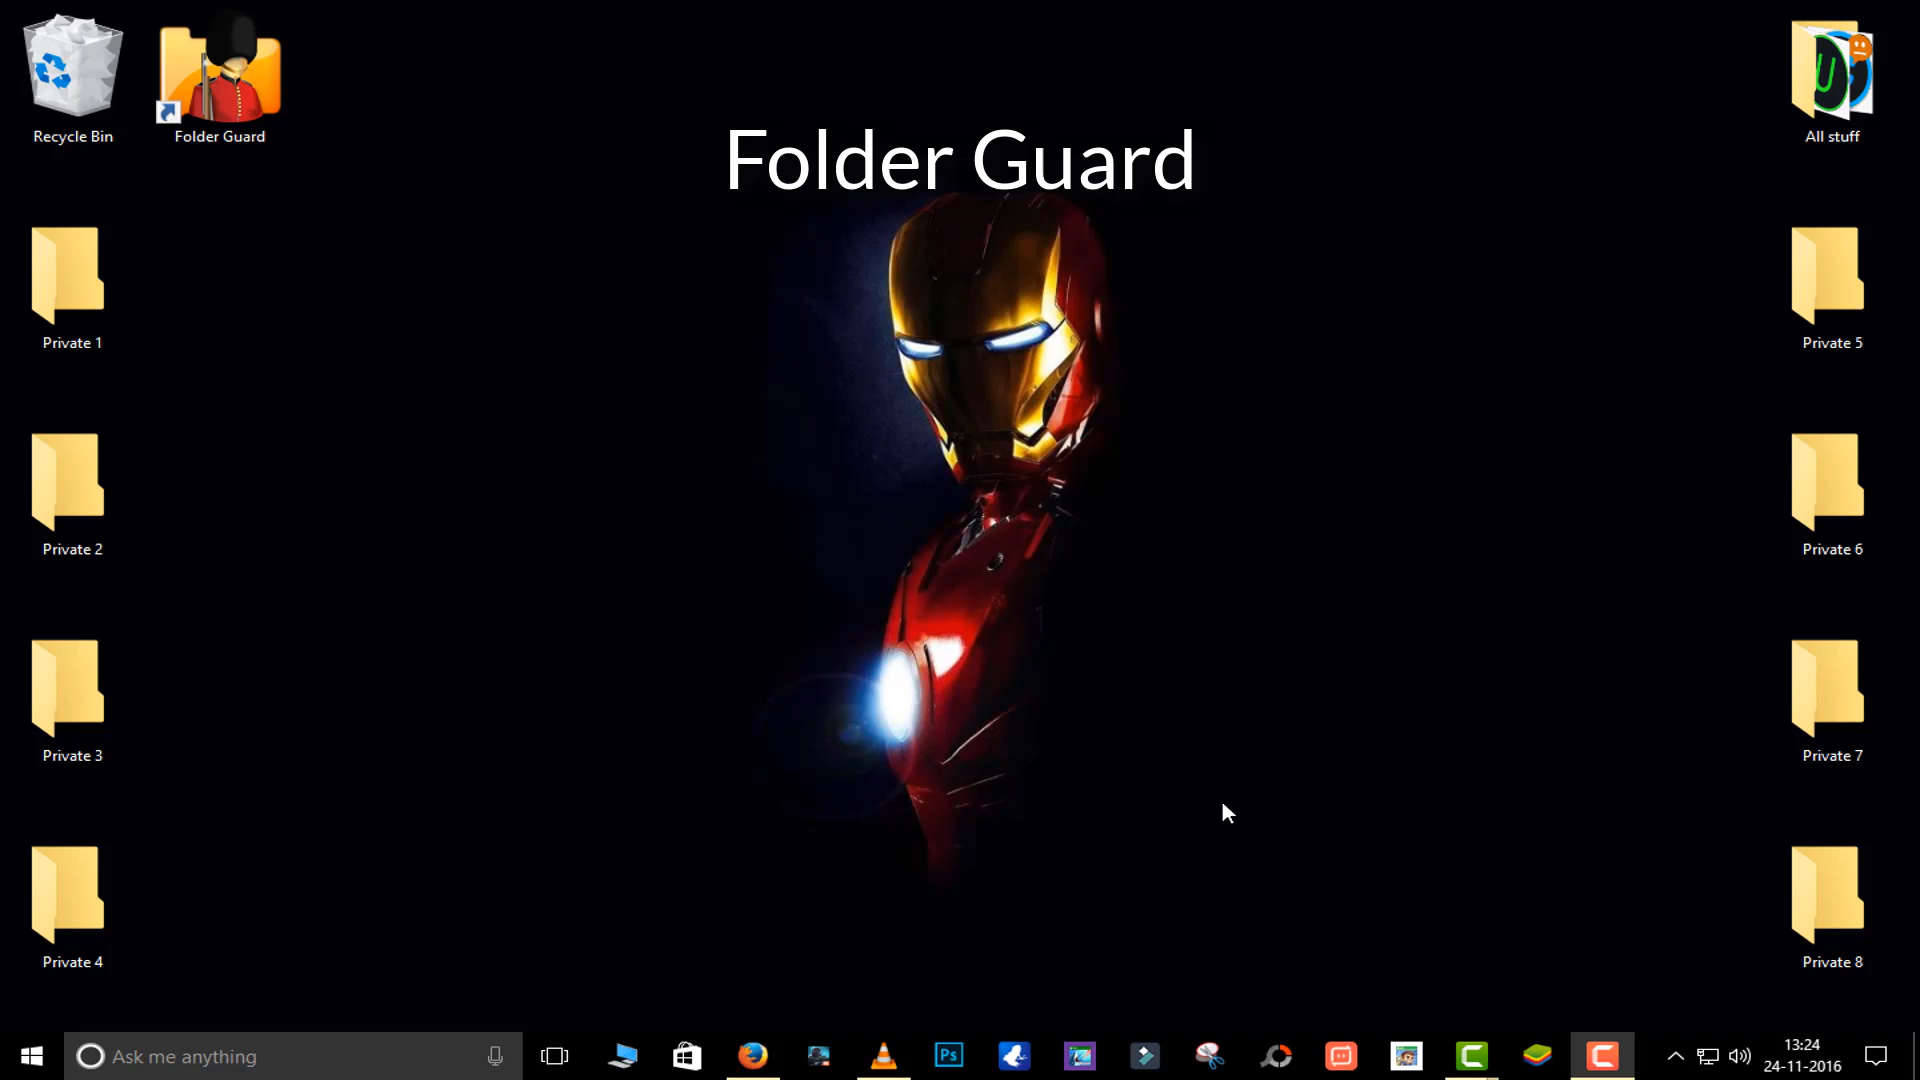 Recycle Bin
Folder Guard
All stuff
Folder Guard
Private 1
Private 5
Private 2
Private 6
Private 3
Private 7
Private 4
Private 8
Ask me anything
Ps
13:24
24-11-2016